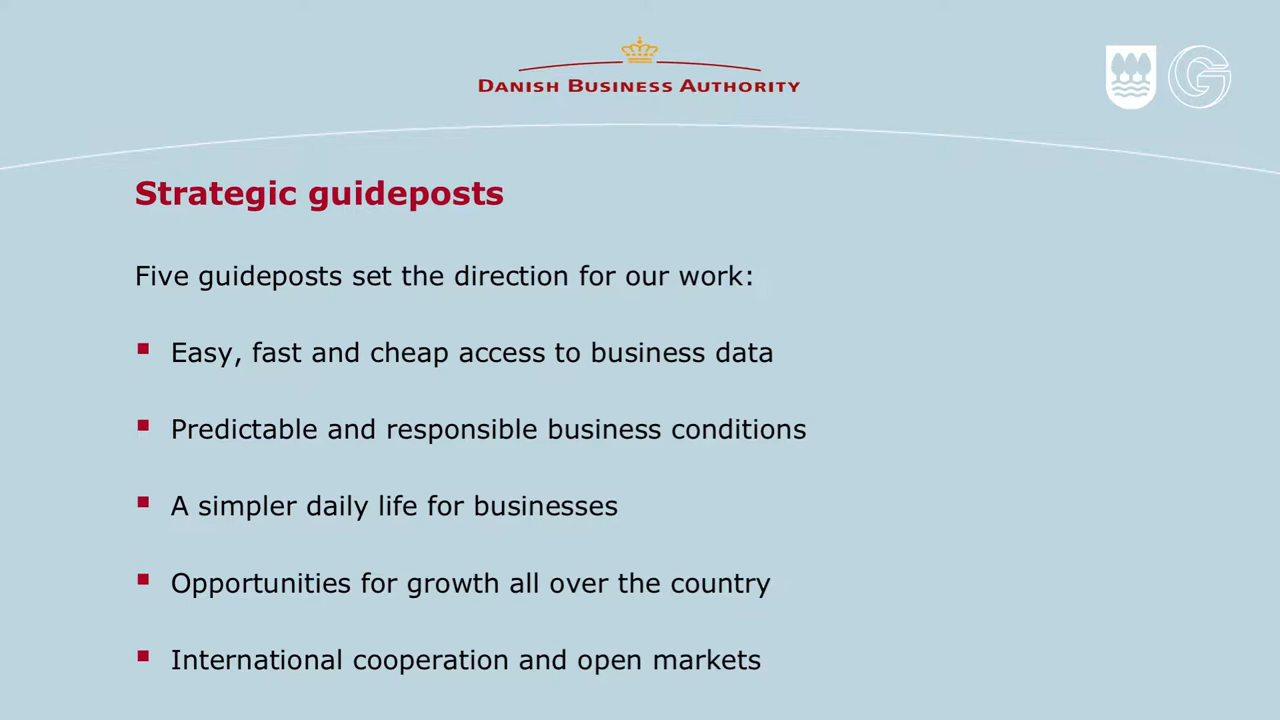 DANISH BUSINESS AUTHORITY
Strategic guideposts
Five guideposts set the direction for our work:
Easy, fast and cheap access to business data
Predictable and responsible business conditions
A simpler daily life for businesses
Opportunities for growth all over the country
International cooperation and open markets